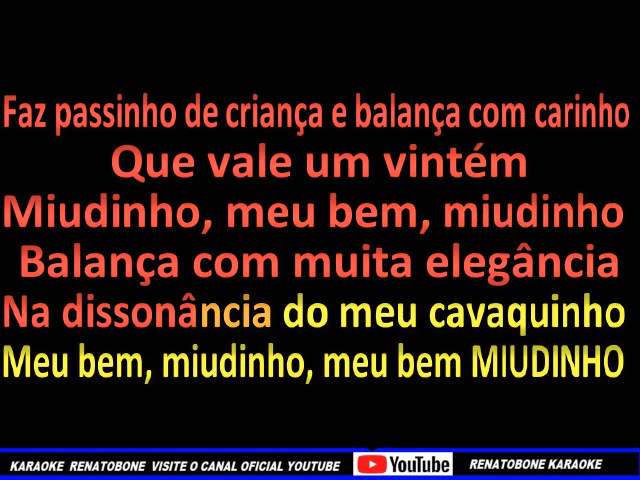 Faz passinho de criança e balança com carinho
Que vale um vintém
Miudinho, meu bem, miudinho
Balança com muita elegância
Na dissonância do meu cavaquinho
Meu bem, miudinho, meu bem MIUDINHO
KARAOKE RENATOBONE VISITE O CANAL OFICIAL YOUTUBE YouTube RENATOBONE KARAOKE